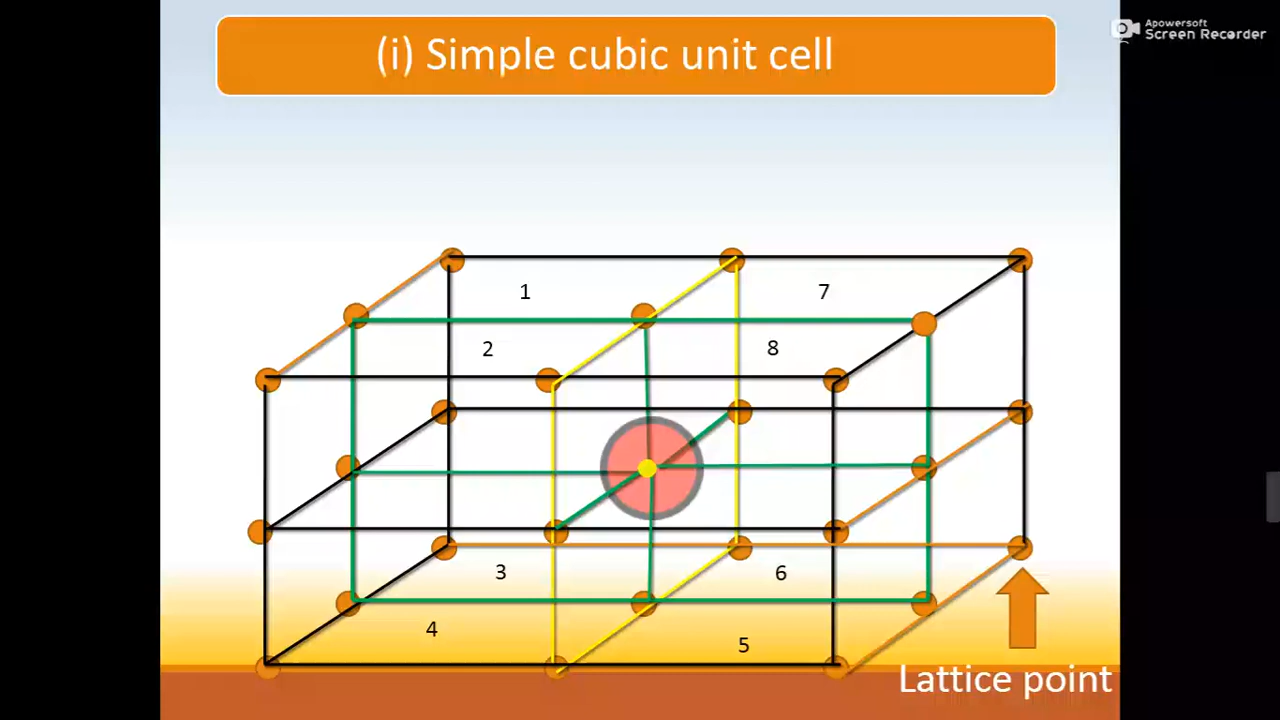 (i) Simple cubic unit cell
Apowersoft
Screen Recorder
1
7
2
8
3
6
4
5
Lattice point